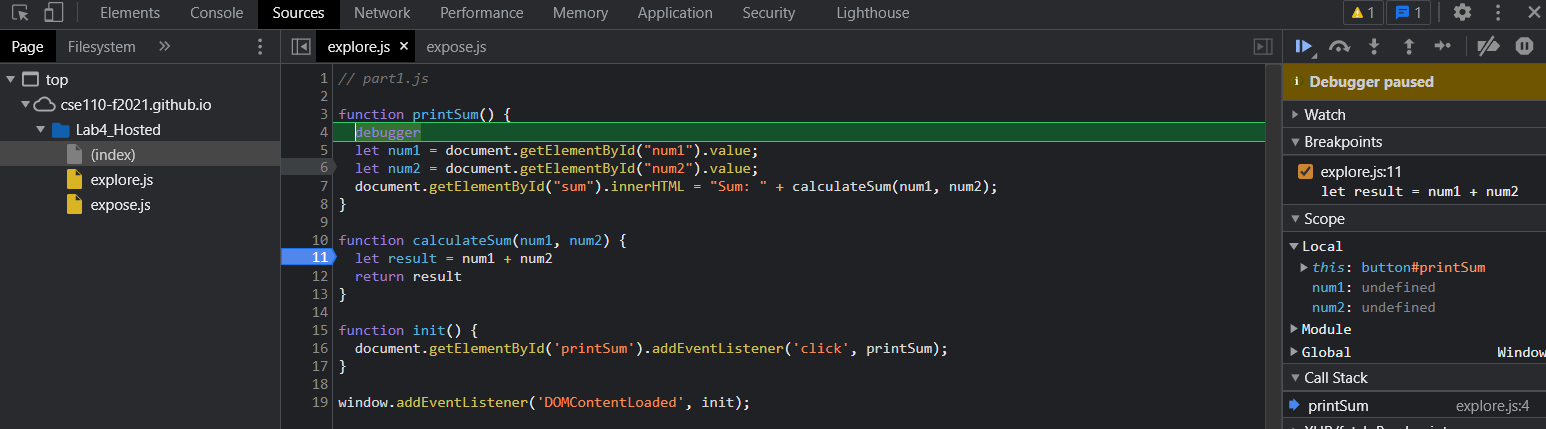 Elements Console Sources Network Performance Memory Application Security Lighthouse 1 1
Page Filesystem » explore.js × expose.js
top
cse110-f2021.github.io
Lab4_Hosted
(index)
explore.js
expose.js
1 // part1.js
2
3 function printSum() {
4 debugger
5 let num1 = document.getElementById("num1").value;
6 let num2 = document.getElementById("num2").value;
7 document.getElementById("sum").innerHTML = "Sum: " + calculateSum(num1, num2);
8 }
9
10 function calculateSum(num1, num2) {
11 let result = num1 + num2
12 return result
13 }
14
15 function init() {
16 document.getElementById('printSum').addEventListener('click', printSum);
17 }
18
19 window.addEventListener('DOMContentLoaded', init);
Debugger paused
Watch
Breakpoints
explore.js:11
let result = num1 + num2
Scope
Local
this: button#printSum
num1: undefined
num2: undefined
Module
Global Window
Call Stack
printSum explore.js:4